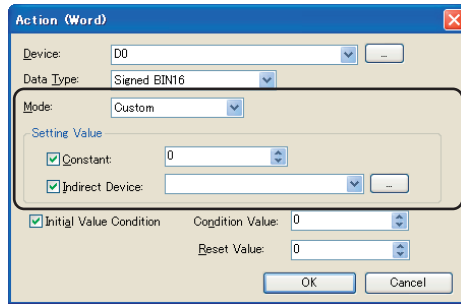 Action (Word)
Device: D0 ...
Data Type: Signed BIN16
Mode: Custom
Setting Value
Constant: 0
Indirect Device: ...
Initial Value Condition Condition Value: 0
Reset Value: 0
OK Cancel